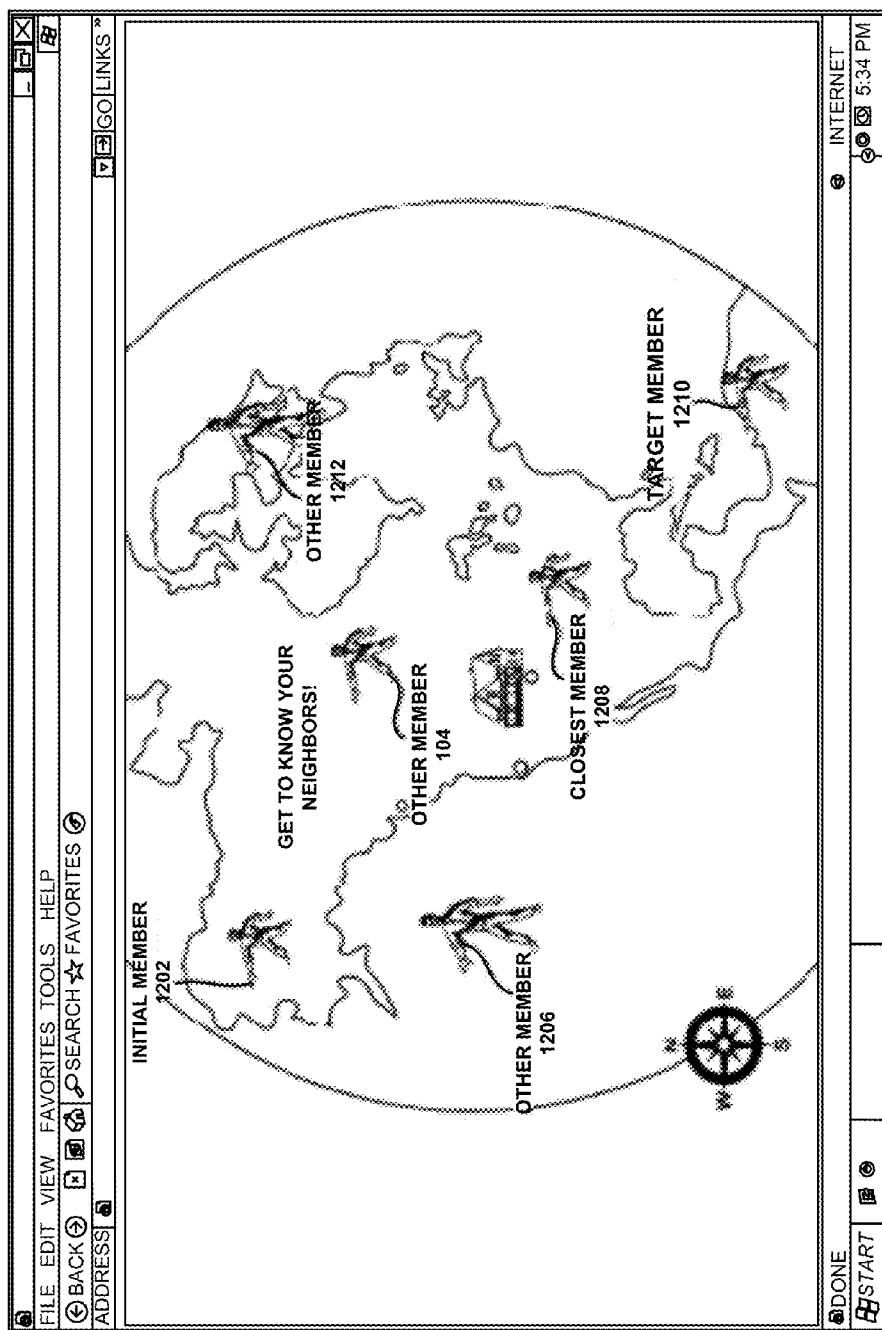 FILE EDIT VIEW FAVORITES TOOLS HELP
BACK SEARCH FAVORITES
ADDRESS GO LINKS »
INITIAL MEMBER
1202
GET TO KNOW YOUR
NEIGHBORS!
OTHER MEMBER
1212
OTHER MEMBER
104
OTHER MEMBER
1206
CLOSEST MEMBER
1208
TARGET MEMBER
1210
N
W E
S
DONE INTERNET
START 5:34 PM